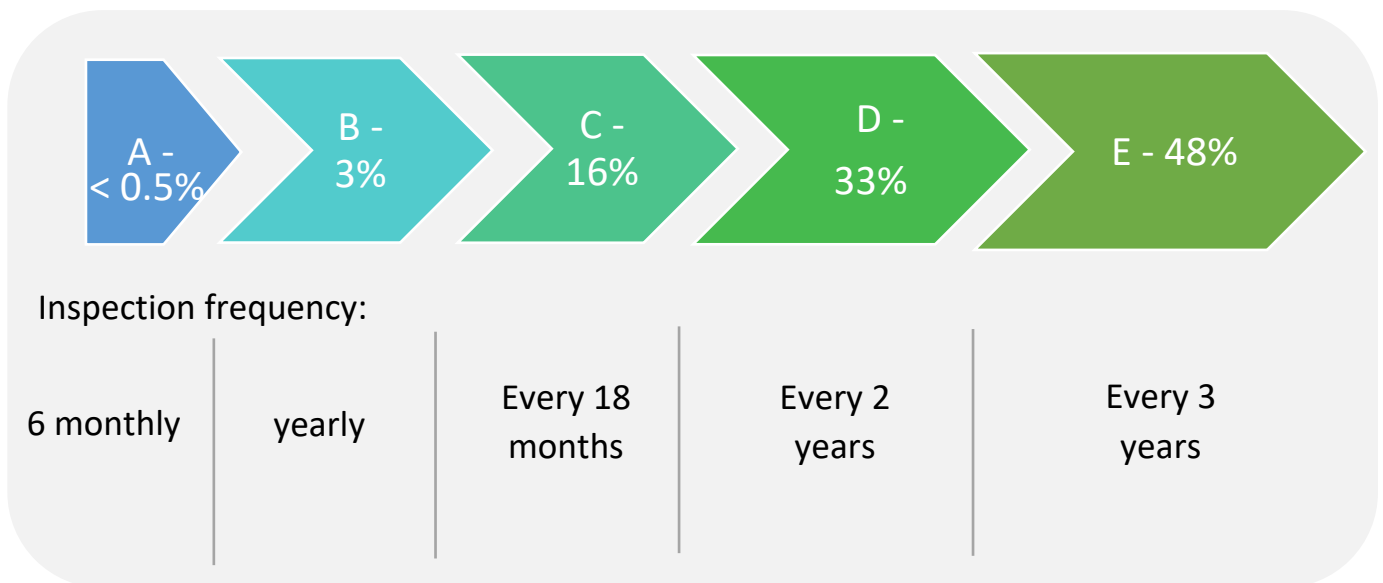 A -
< 0.5%
B -
3%
C -
16%
D -
33%
E - 48%
Inspection frequency:
6 monthly
yearly
Every 18
months
Every 2
years
Every 3
years